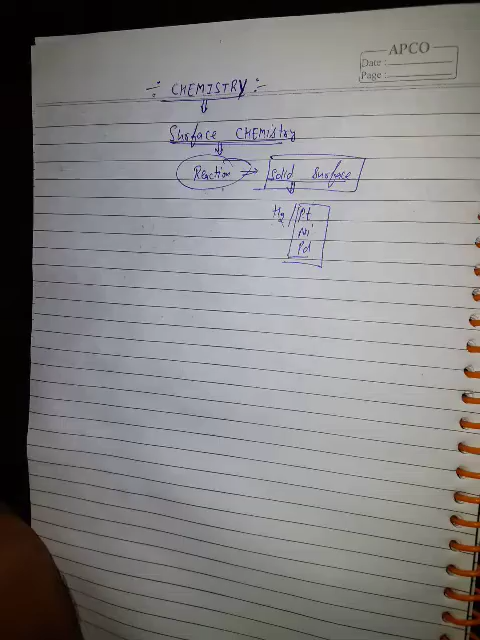 APCO
Date :
Page :
-: CHEMISTRY :-
Surface CHEMIstry
Reaction Solid Surface
H2 / Pt
Ni
Pd